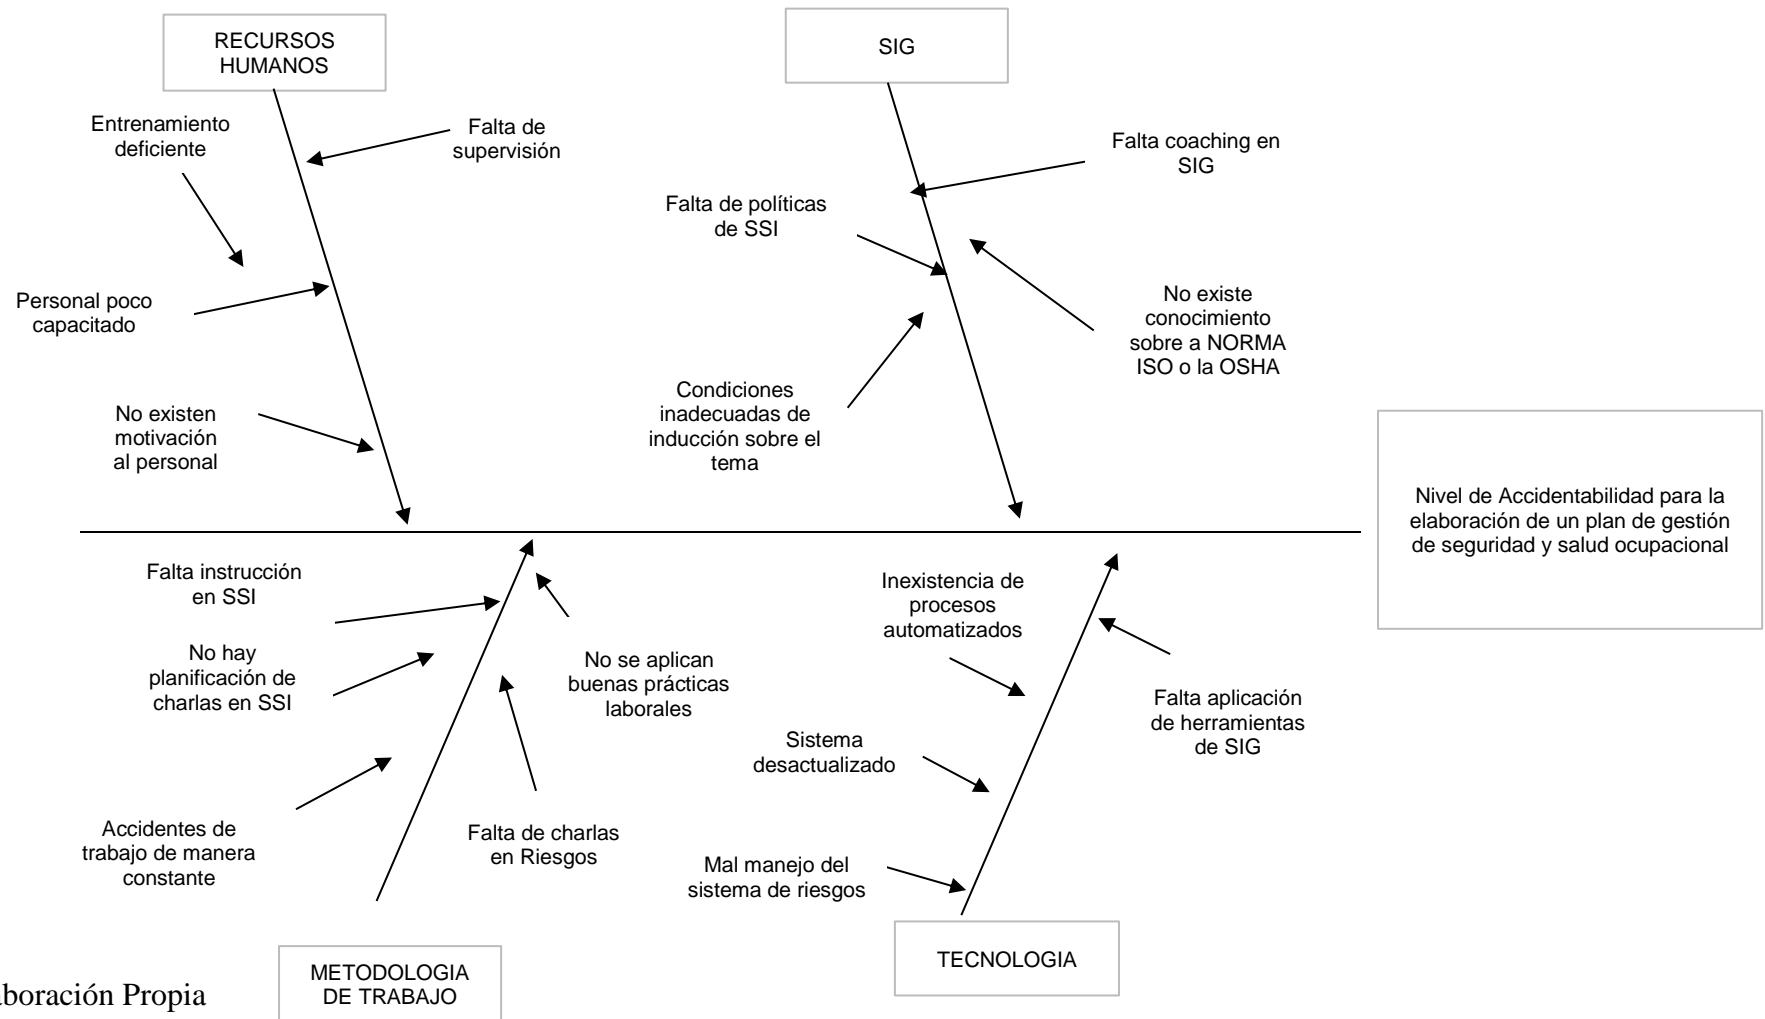 RECURSOS
HUMANOS
SIG
Entrenamiento
deficiente
Falta de
supervisión
Falta coaching en
SIG
Falta de políticas
de SSI
Personal poco
capacitado
No existe
conocimiento
sobre a NORMA
ISO o la OSHA
No existen
motivación
al personal
Condiciones
inadecuadas de
inducción sobre el
tema
Nivel de Accidentabilidad para la
elaboración de un plan de gestión
de seguridad y salud ocupacional
Falta instrucción
en SSI
Inexistencia de
procesos
automatizados
No hay
planificación de
charlas en SSI
No se aplican
buenas prácticas
laborales
Falta aplicación
de herramientas
de SIG
Sistema
desactualizado
Accidentes de
trabajo de manera
constante
Falta de charlas
en Riesgos
Mal manejo del
sistema de riesgos
TECNOLOGIA
METODOLOGIA
DE TRABAJO
boración Propia